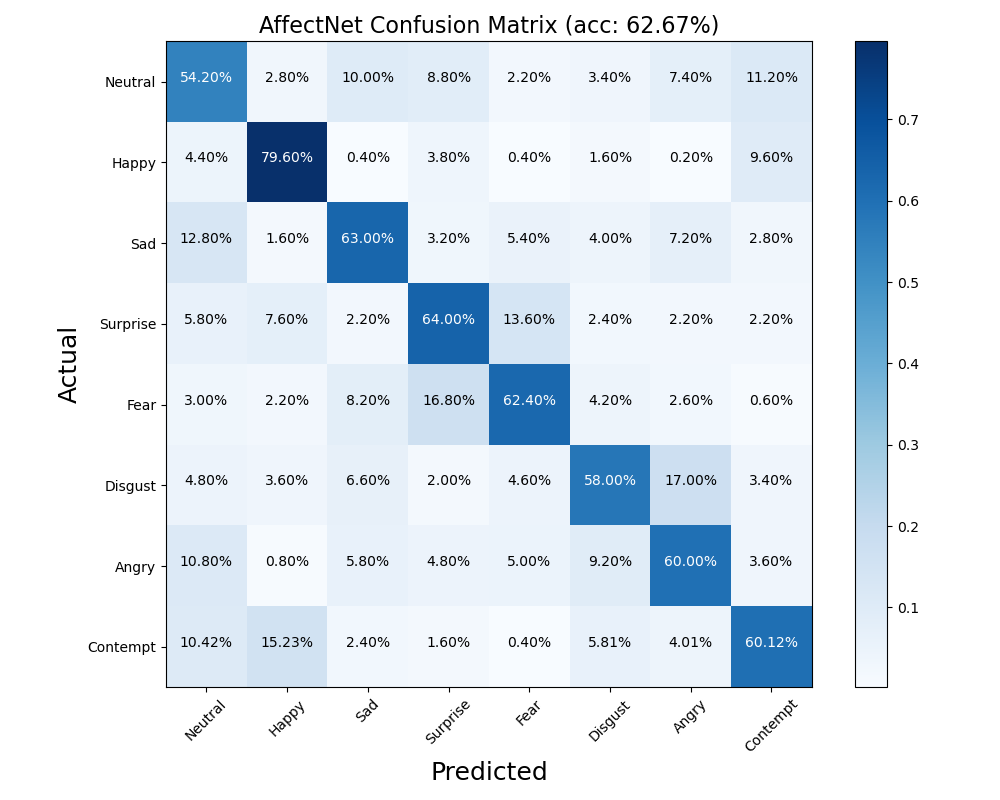 AffectNet Confusion Matrix (acc: 62.67%)
Neutral 54.20% 2.80% 10.00% 8.80% 2.20% 3.40% 7.40% 11.20%
Happy 4.40% 79.60% 0.40% 3.80% 0.40% 1.60% 0.20% 9.60%
Sad 12.80% 1.60% 63.00% 3.20% 5.40% 4.00% 7.20% 2.80%
Surprise 5.80% 7.60% 2.20% 64.00% 13.60% 2.40% 2.20% 2.20%
Fear 3.00% 2.20% 8.20% 16.80% 62.40% 4.20% 2.60% 0.60%
Disgust 4.80% 3.60% 6.60% 2.00% 4.60% 58.00% 17.00% 3.40%
Angry 10.80% 0.80% 5.80% 4.80% 5.00% 9.20% 60.00% 3.60%
Contempt 10.42% 15.23% 2.40% 1.60% 0.40% 5.81% 4.01% 60.12%
Neutral Happy Sad Surprise Fear Disgust Angry Contempt
Actual
Predicted
0.7
0.6
0.5
0.4
0.3
0.2
0.1